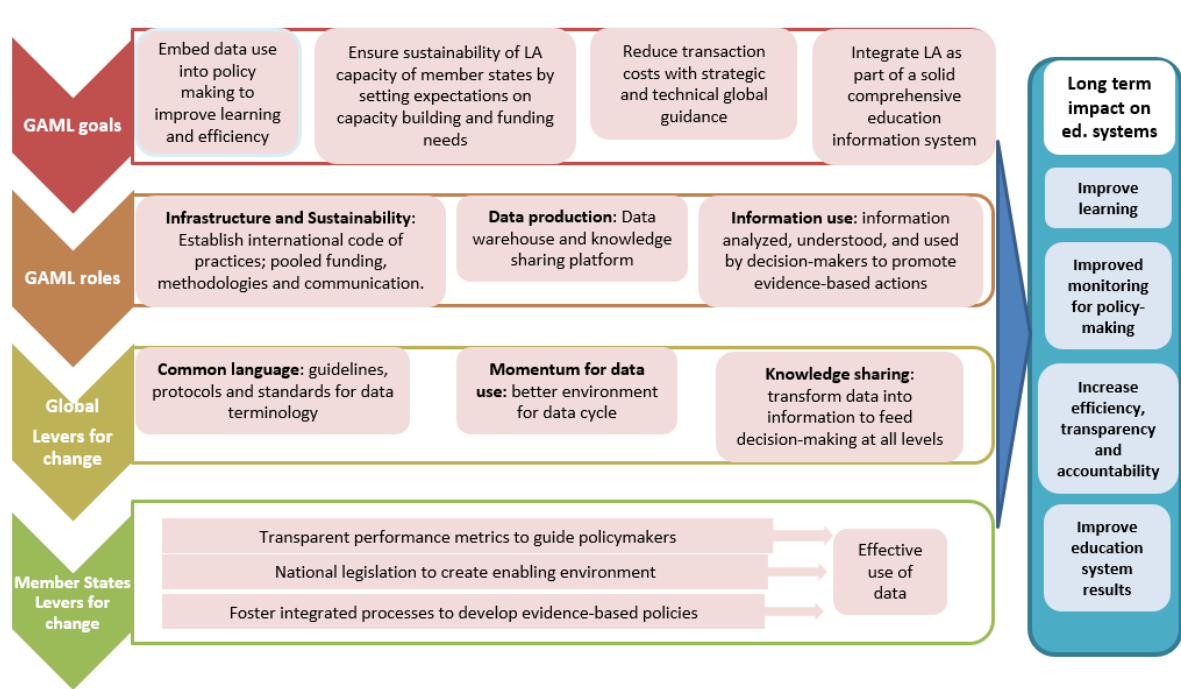 GAML goals
Embed data use
into policy
making to
improve learning
and efficiency
Ensure sustainability of LA
capacity of member states by
setting expectations on
capacity building and funding
needs
Reduce transaction
costs with strategic
and technical global
guidance
Integrate LA as
part of a solid
comprehensive
education
information system
GAML roles
Infrastructure and Sustainability:
Establish international code of
practices; pooled funding,
methodologies and communication.
Data production: Data
warehouse and knowledge
sharing platform
Information use: information
analyzed, understood, and used
by decision-makers to promote
evidence-based actions
Global
Levers for
change
Common language: guidelines,
protocols and standards for data
terminology
Momentum for data
use: better environment
for data cycle
Knowledge sharing:
transform data into
information to feed
decision-making at all levels
Member States
Levers for
change
Transparent performance metrics to guide policymakers
National legislation to create enabling environment
Foster integrated processes to develop evidence-based policies
Effective
use of
data
Long term
impact on
ed. systems
Improve
learning
Improved
monitoring
for policy-
making
Increase
efficiency,
transparency
and
accountability
Improve
education
system
results